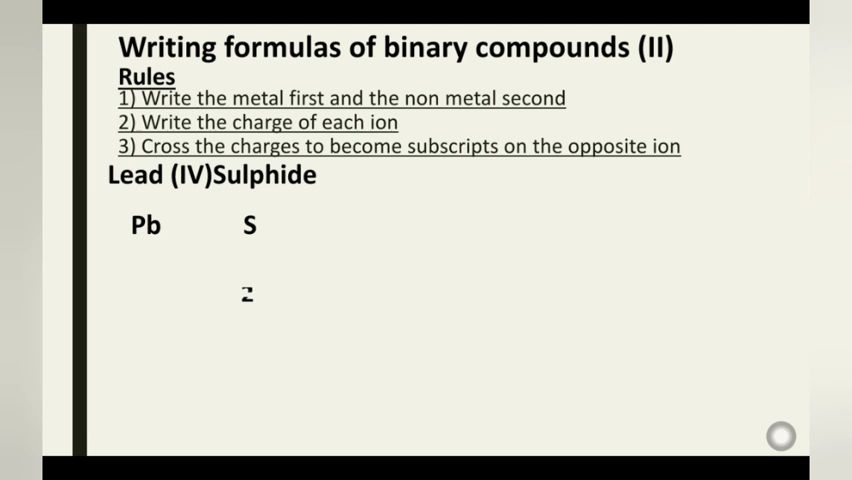 Writing formulas of binary compounds (II)
Rules
1) Write the metal first and the non metal second
2) Write the charge of each ion
3) Cross the charges to become subscripts on the opposite ion
Lead (IV)Sulphide
Pb S
2